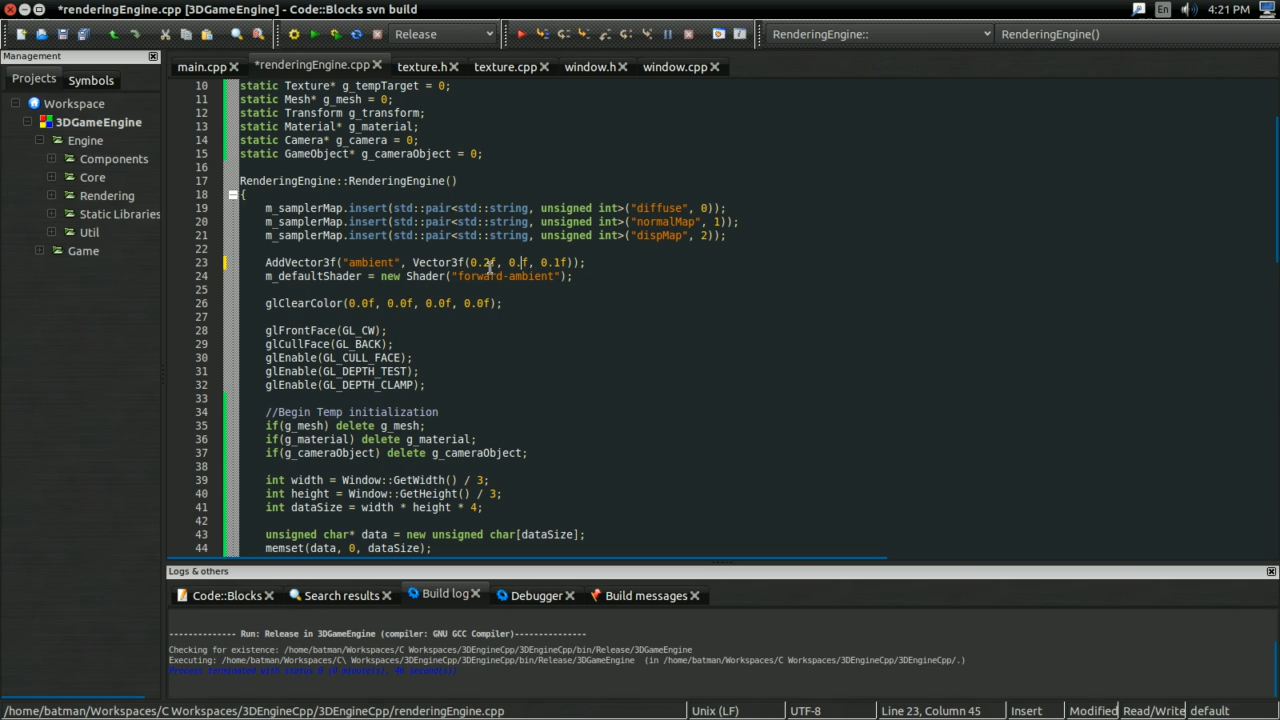 *renderingEngine.cpp [3DGameEngine] - Code::Blocks svn build
En
4:21 PM
Release
RenderingEngine::
RenderingEngine()
Management
main.cpp
*renderingEngine.cpp
texture.h
texture.cpp
window.h
window.cpp
Projects
Symbols
Workspace
3DGameEngine
Engine
Components
Core
Rendering
Static Libraries
Util
Game
10 static Texture* g_tempTarget = 0;
11 static Mesh* g_mesh = 0;
12 static Transform g_transform;
13 static Material* g_material;
14 static Camera* g_camera = 0;
15 static GameObject* g_cameraObject = 0;
16
17 RenderingEngine::RenderingEngine()
18 {
19 m_samplerMap.insert(std::pair<std::string, unsigned int>("diffuse", 0));
20 m_samplerMap.insert(std::pair<std::string, unsigned int>("normalMap", 1));
21 m_samplerMap.insert(std::pair<std::string, unsigned int>("dispMap", 2));
22
23 AddVector3f("ambient", Vector3f(0.2f, 0.f, 0.1f));
24 m_defaultShader = new Shader("forward-ambient");
25
26 glClearColor(0.0f, 0.0f, 0.0f, 0.0f);
27
28 glFrontFace(GL_CW);
29 glCullFace(GL_BACK);
30 glEnable(GL_CULL_FACE);
31 glEnable(GL_DEPTH_TEST);
32 glEnable(GL_DEPTH_CLAMP);
33
34 //Begin Temp initialization
35 if(g_mesh) delete g_mesh;
36 if(g_material) delete g_material;
37 if(g_cameraObject) delete g_cameraObject;
38
39 int width = Window::GetWidth() / 3;
40 int height = Window::GetHeight() / 3;
41 int dataSize = width * height * 4;
42
43 unsigned char* data = new unsigned char[dataSize];
44 memset(data, 0, dataSize);
Logs & others
Code::Blocks
Search results
Build log
Debugger
Build messages
-------------- Run: Release in 3DGameEngine (compiler: GNU GCC Compiler)---------------
Checking for existence: /home/batman/Workspaces/C Workspaces/3DEngineCpp/3DEngineCpp/bin/Release/3DGameEngine
Executing: /home/batman/Workspaces/C\ Workspaces/3DEngineCpp/3DEngineCpp/bin/Release/3DGameEngine  (in /home/batman/Workspaces/C Workspaces/3DEngineCpp/3DEngineCpp/.)
Process terminated with status 0
/home/batman/Workspaces/C Workspaces/3DEngineCpp/3DEngineCpp/renderingEngine.cpp
Unix (LF)
UTF-8
Line 23, Column 45
Insert
Modified
Read/Write
default